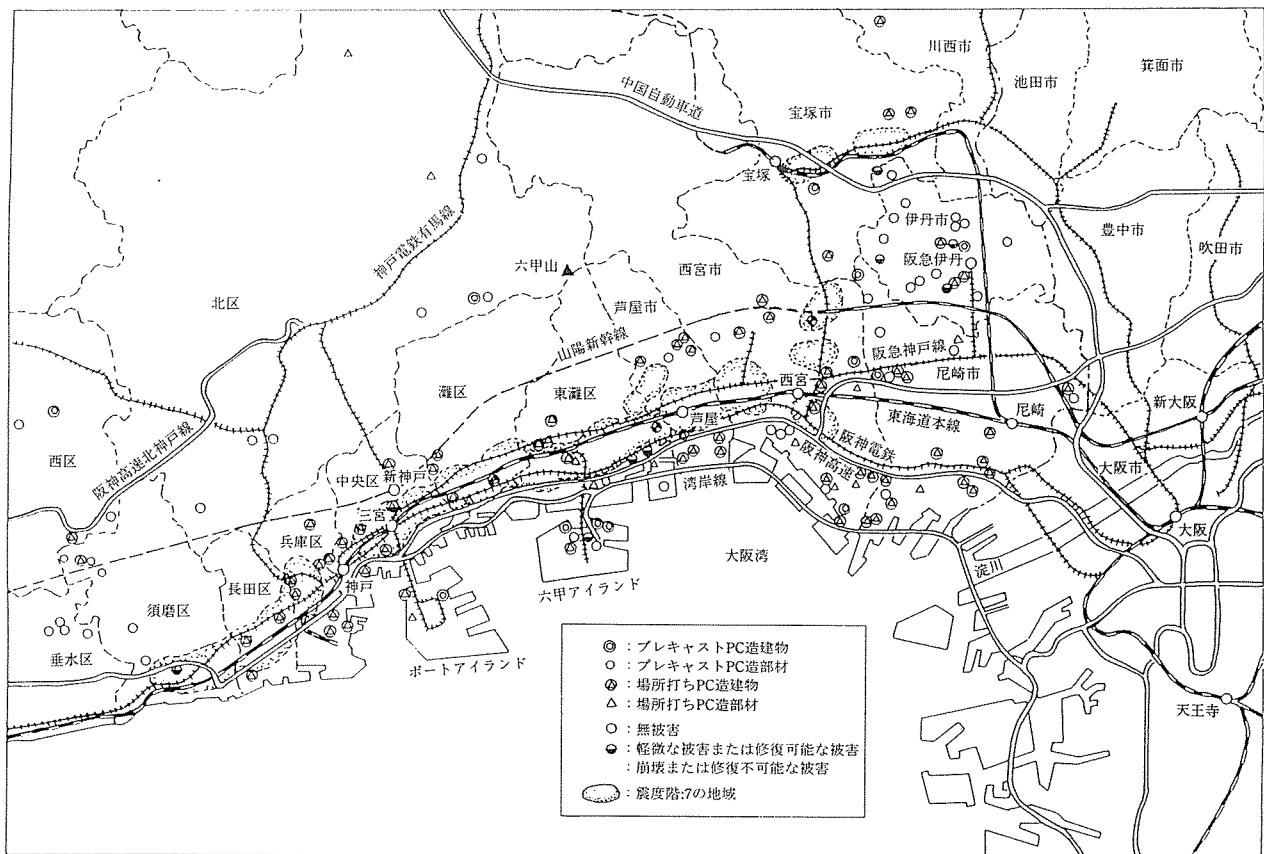 川西市
箕面市
池田市
中国自動車道
宝塚市
宝塚
伊丹市
豊中市
阪急伊丹
吹田市
神戸電鉄有馬線
六甲山
西宮市
北区
芦屋市
山陽新幹線
阪急神戸線
灘区
東灘区
西宮
尼崎市
新大阪
芦屋
東海道本線
尼崎
西区
阪神高速北神戸線
阪神電鉄
大阪市
中央区
新神戸
阪神高速
湾岸線
三宮
大阪
兵庫区
大阪湾
淀川
長田区
神戸
六甲アイランド
須磨区
垂水区
ポートアイランド
天王寺
:プレキャストPC造建物
:プレキャストPC造部材
:場所打ちPC造建物
:場所打ちPC造部材
:無被害
:軽微な被害または修復可能な被害
:崩壊または修復不可能な被害
:震度階:7の地域